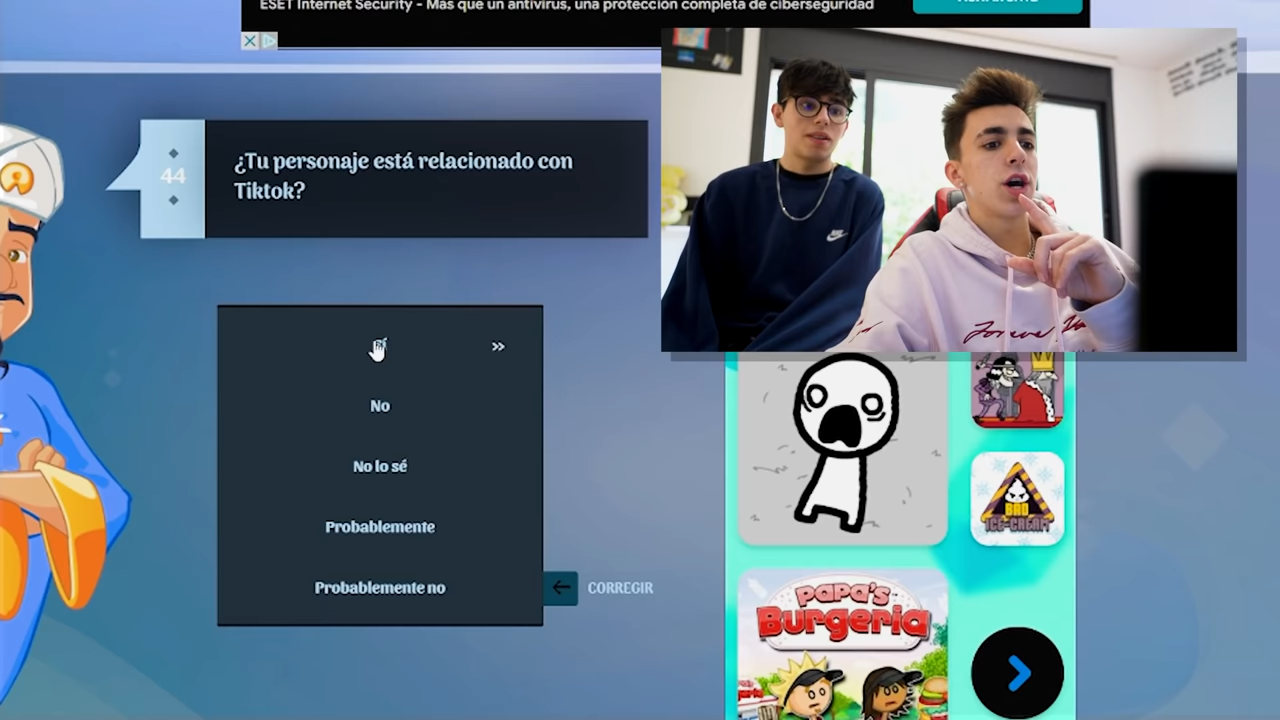 ESET Internet Security - Más que un antivirus, una protección completa de ciberseguridad
44
¿Tu personaje está relacionado con
Tiktok?
No
No lo sé
Probablemente
Probablemente no
CORREGIR
BAD
ICE-CREAM
PAPA'S
BURGERIA